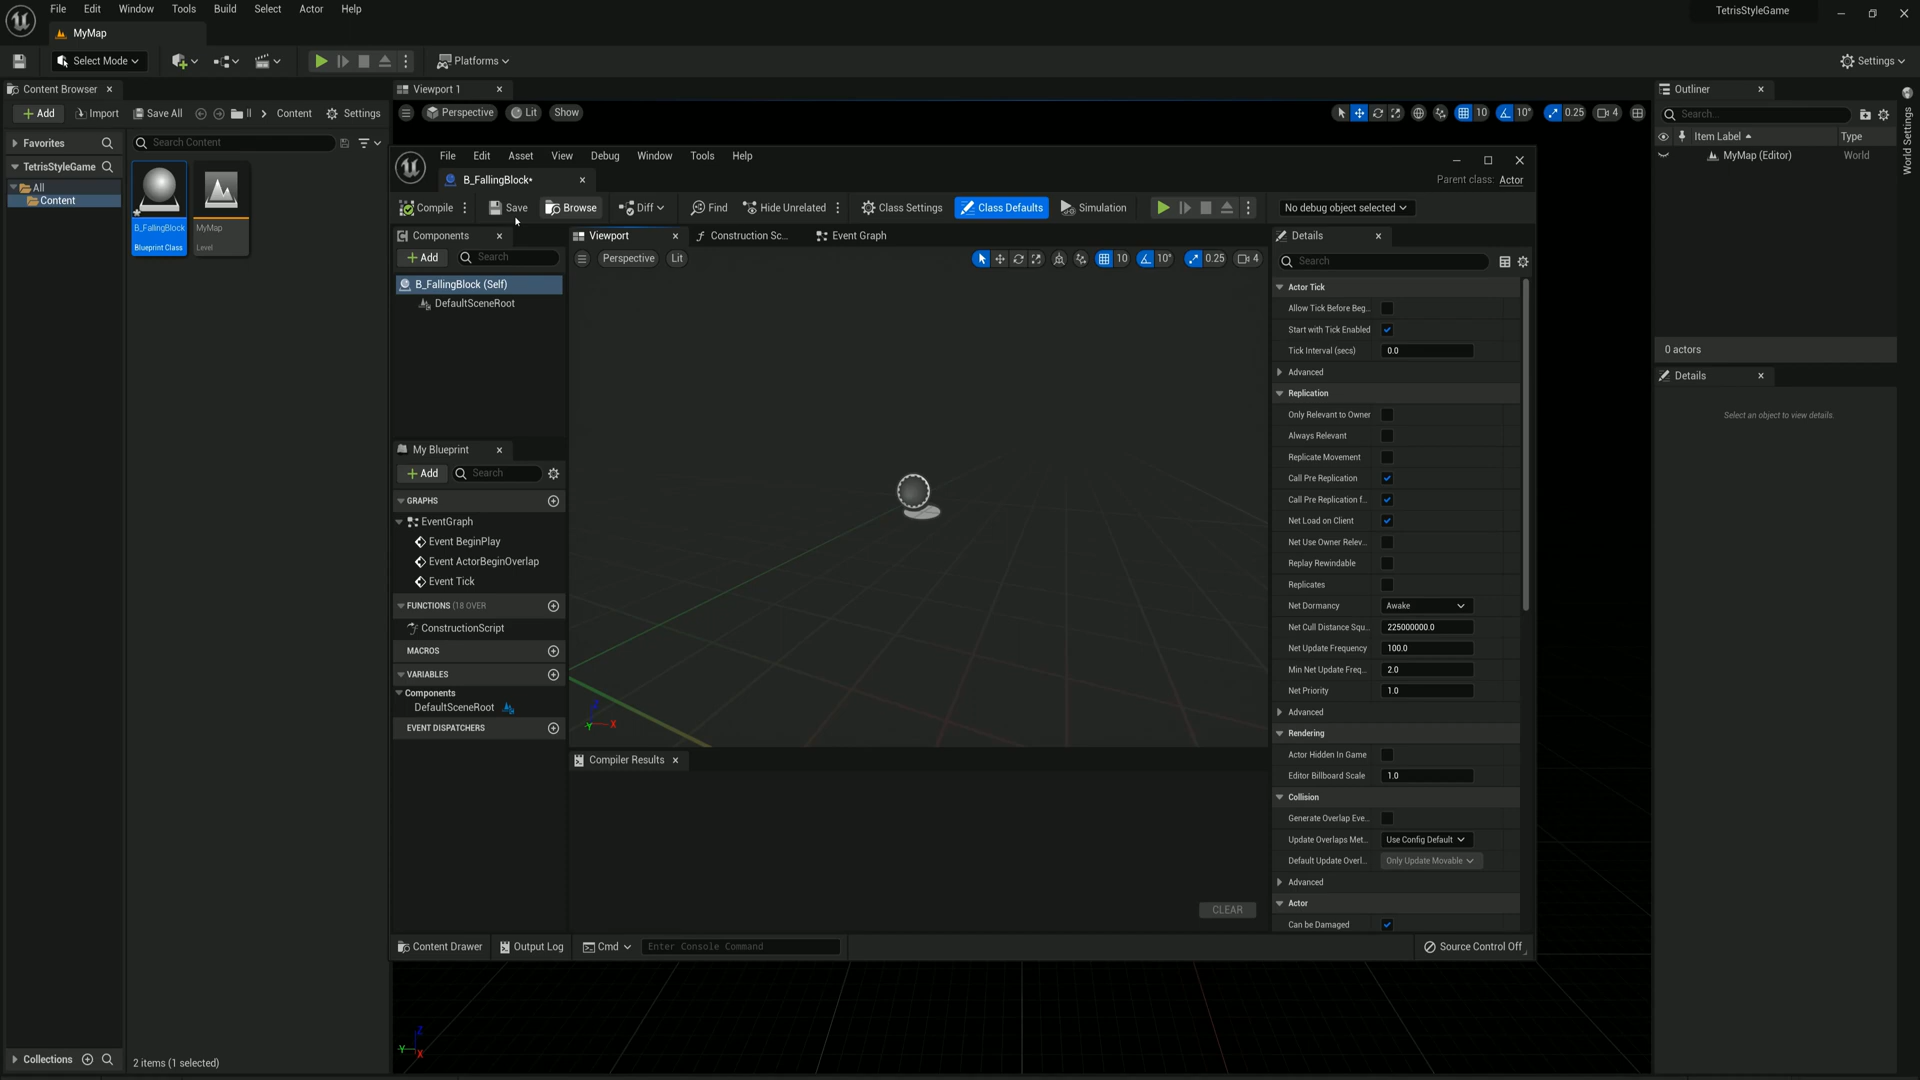 File Edit Window Tools Build Select Actor Help
TetrisStyleGame
MyMap
Select Mode
Platforms
Settings
Content Browser
Viewport 1
Outliner
Add
Import
Save All
ll
Content
Settings
Perspective
Lit
Show
10
10°
0.25
4
Search...
World Settings
Favorites
Search Content
Item Label
Type
TetrisStyleGame
MyMap (Editor)
World
All
Content
B_FallingBlock
Blueprint Class
MyMap
Level
0 actors
Details
Select an object to view details.
File Edit Asset View Debug Window Tools Help
B_FallingBlock*
Parent class: Actor
Compile
Save
Browse
Diff
Find
Hide Unrelated
Class Settings
Class Defaults
Simulation
No debug object selected
Components
Viewport
Construction Sc...
Event Graph
Details
Add
Search
Perspective
Lit
10
10°
0.25
4
Search
B_FallingBlock (Self)
DefaultSceneRoot
My Blueprint
Add
Search
GRAPHS
EventGraph
Event BeginPlay
Event ActorBeginOverlap
Event Tick
FUNCTIONS (18 OVER
ConstructionScript
MACROS
VARIABLES
Components
DefaultSceneRoot
EVENT DISPATCHERS
Z
Y
X
Compiler Results
CLEAR
Actor Tick
Allow Tick Before Beg...
Start with Tick Enabled
Tick Interval (secs) 0.0
Advanced
Replication
Only Relevant to Owner
Always Relevant
Replicate Movement
Call Pre Replication
Call Pre Replication f...
Net Load on Client
Net Use Owner Relev...
Replay Rewindable
Replicates
Net Dormancy Awake
Net Cull Distance Squ... 225000000.0
Net Update Frequency 100.0
Min Net Update Freq... 2.0
Net Priority 1.0
Advanced
Rendering
Actor Hidden In Game
Editor Billboard Scale 1.0
Collision
Generate Overlap Eve...
Update Overlaps Met... Use Config Default
Default Update Overl... Only Update Movable
Advanced
Actor
Can be Damaged
Content Drawer
Output Log
Cmd
Enter Console Command
Source Control Off
Z
Y
X
Collections
2 items (1 selected)